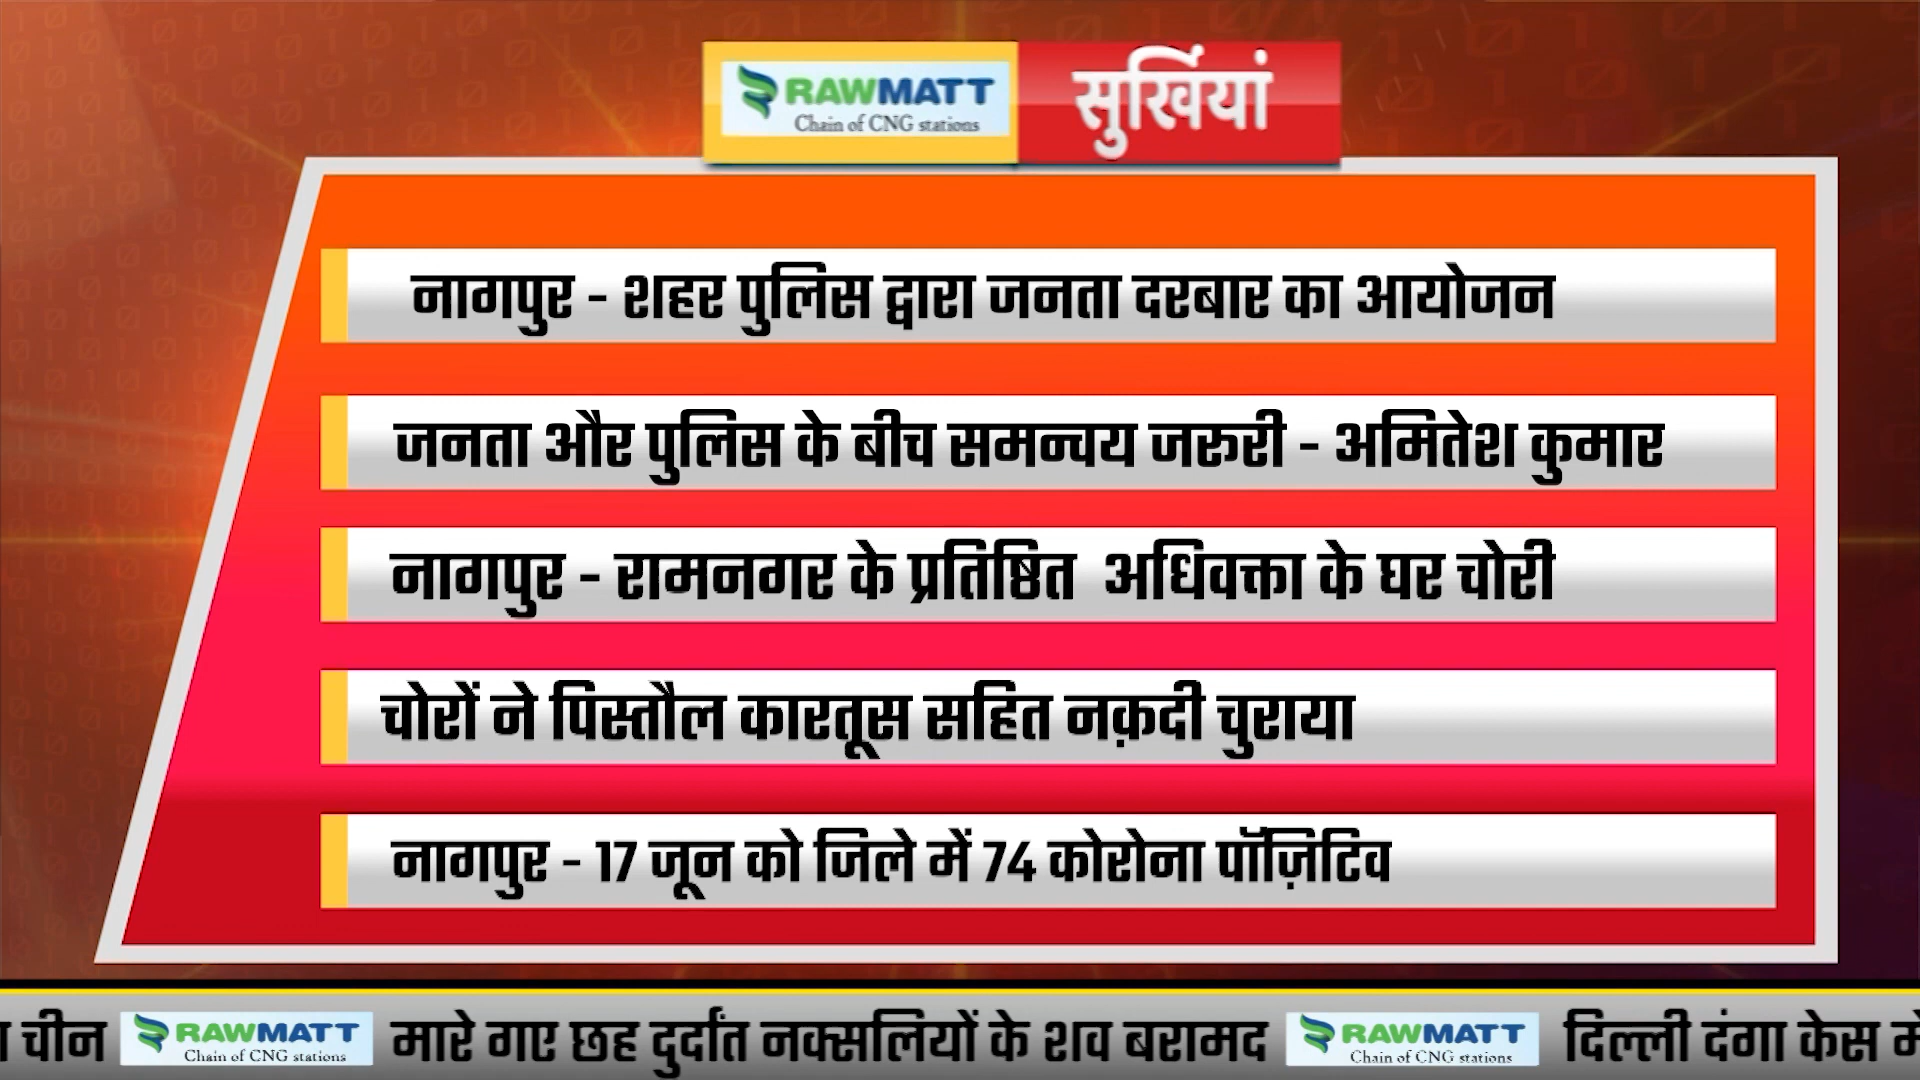 RAWMATT
Chain of CNG stations
सुर्खियां
नागपुर - शहर पुलिस द्वारा जनता दरबार का आयोजन
जनता और पुलिस के बीच समन्वय जरूरी - अमितेश कुमार
नागपुर - रामनगर के प्रतिष्ठित अधिवक्ता के घर चोरी
चोरों ने पिस्तौल कारतूस सहित नक़दी चुराया
नागपुर - 17 जून को जिले में 74 कोरोना पॉज़िटिव
चीन RAWMATT Chain of CNG stations मारे गए छह दुर्दांत नक्सलियों के शव बरामद RAWMATT Chain of CNG stations दिल्ली दंगा केस में